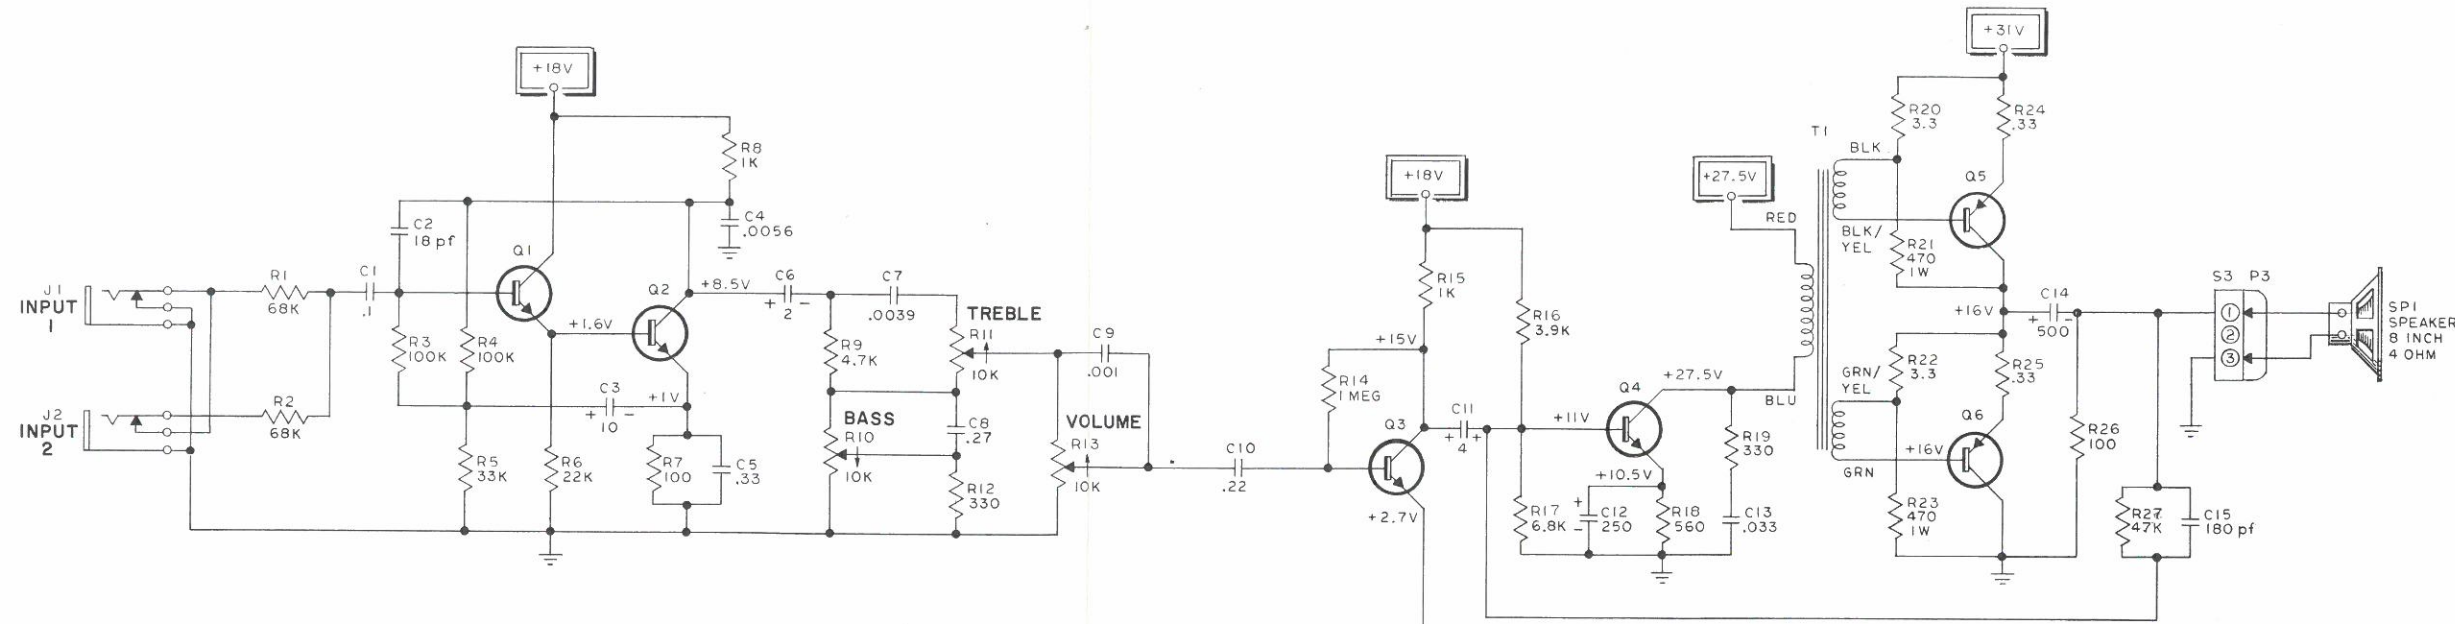 +18V
R8
1K
C2
18 pf
C4
.0056
Q1
J1
INPUT
1
R1
68K
C1
.1
Q2
+8.5V
C6
+ -
2
C7
.0039
TREBLE
R11
10K
+1.6V
R3
100K
R4
100K
R9
4.7K
C9
.001
J2
INPUT
2
R2
68K
C3
+ -
10
+1V
BASS
R10
10K
C8
.27
VOLUME
R13
10K
R5
33K
R6
22K
R7
100
C5
.33
R12
330
C10
.22
+18V
R15
1K
R16
3.9K
+15V
R14
1 MEG
Q3
C11
+ +
4
+11V
+2.7V
R17
6.8K
Q4
+27.5V
+10.5V
+
C12
-
250
R18
560
R19
330
C13
.033
+27.5V
RED
BLU
T1
+31V
R20
3.3
R24
.33
BLK
Q5
BLK/
YEL
R21
470
1W
+16V
C14
+ -
500
R22
3.3
R25
.33
GRN/
YEL
Q6
+16V
GRN
R23
470
1W
R26
100
R27
47K
C15
180 pf
S3 P3
1
2
3
SP1
SPEAKER
8 INCH
4 OHM